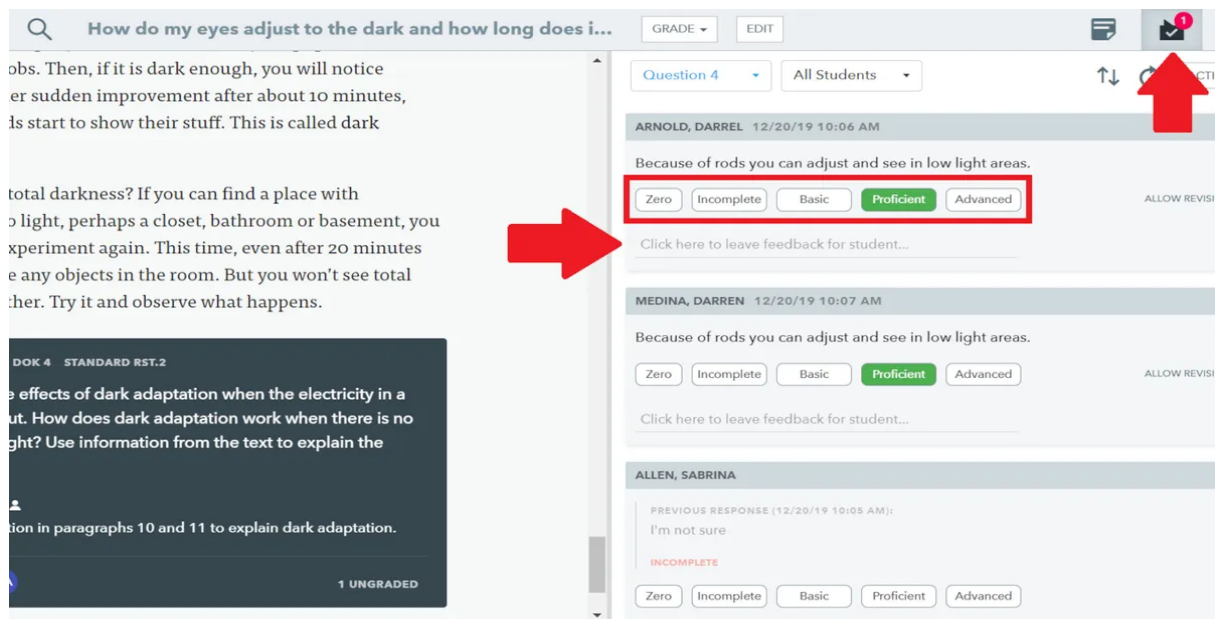 How do my eyes adjust to the dark and how long does i...
GRADE
EDIT
1
obs. Then, if it is dark enough, you will notice
er sudden improvement after about 10 minutes,
ds start to show their stuff. This is called dark
total darkness? If you can find a place with
o light, perhaps a closet, bathroom or basement, you
xperiment again. This time, even after 20 minutes
e any objects in the room. But you won't see total
ther. Try it and observe what happens.
DOK 4 STANDARD RST.2
e effects of dark adaptation when the electricity in a
ut. How does dark adaptation work when there is no
ght? Use information from the text to explain the
tion in paragraphs 10 and 11 to explain dark adaptation.
1 UNGRADED
Question 4
All Students
CTI
ARNOLD, DARREL 12/20/19 10:06 AM
Because of rods you can adjust and see in low light areas.
Zero Incomplete Basic Proficient Advanced
ALLOW REVISI
Click here to leave feedback for student...
MEDINA, DARREN 12/20/19 10:07 AM
Because of rods you can adjust and see in low light areas.
Zero Incomplete Basic Proficient Advanced
ALLOW REVISI
Click here to leave feedback for student...
ALLEN, SABRINA
PREVIOUS RESPONSE (12/20/19 10:05 AM):
I'm not sure
INCOMPLETE
Zero Incomplete Basic Proficient Advanced